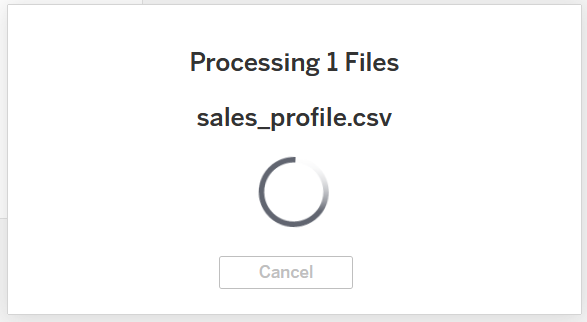 Processing 1 Files
sales_profile.csv
Cancel